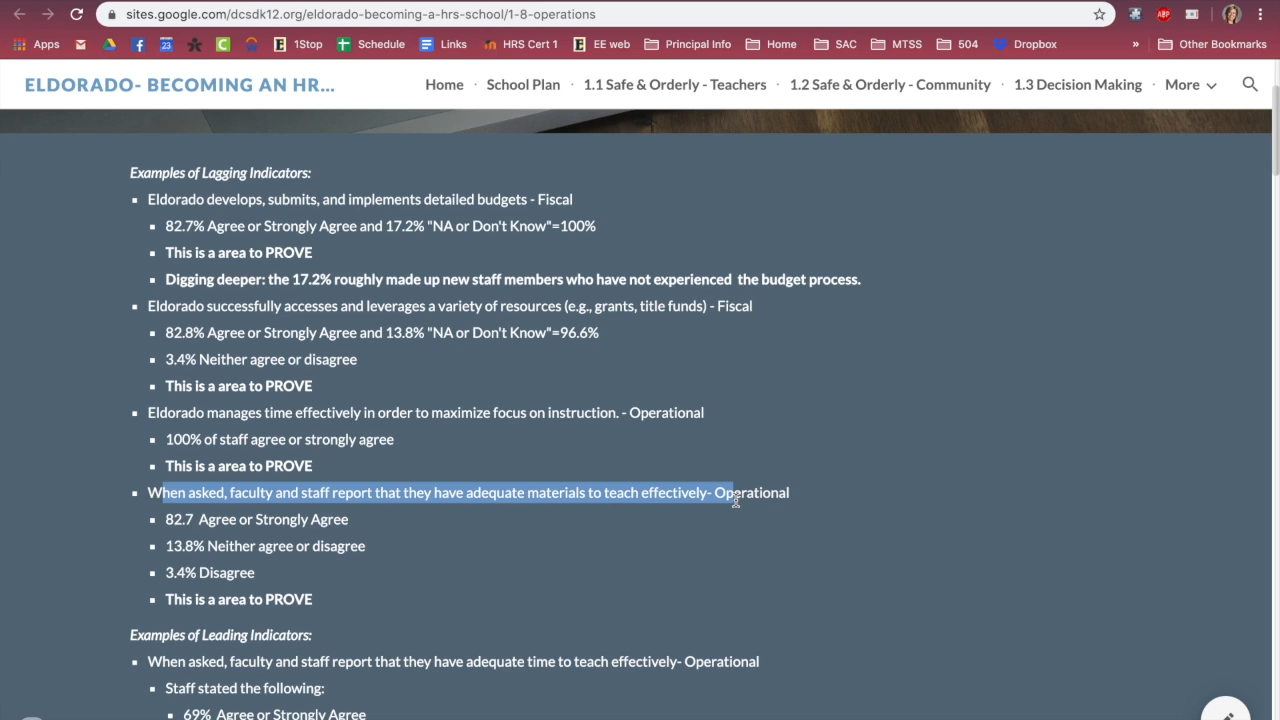 sites.google.com/dcsdk12.org/eldorado-becoming-a-hrs-school/1-8-operations
Apps
23
1Stop
Schedule
Links
HRS Cert 1
EE web
Principal Info
Home
SAC
MTSS
504
Dropbox
»
Other Bookmarks
ELDORADO- BECOMING AN HR...
Home · School Plan · 1.1 Safe & Orderly - Teachers · 1.2 Safe & Orderly - Community · 1.3 Decision Making · More
Examples of Lagging Indicators:
Eldorado develops, submits, and implements detailed budgets - Fiscal
82.7% Agree or Strongly Agree and 17.2% "NA or Don't Know"=100%
This is a area to PROVE
Digging deeper: the 17.2% roughly made up new staff members who have not experienced the budget process.
Eldorado successfully accesses and leverages a variety of resources (e.g., grants, title funds) - Fiscal
82.8% Agree or Strongly Agree and 13.8% "NA or Don't Know"=96.6%
3.4% Neither agree or disagree
This is a area to PROVE
Eldorado manages time effectively in order to maximize focus on instruction. - Operational
100% of staff agree or strongly agree
This is a area to PROVE
When asked, faculty and staff report that they have adequate materials to teach effectively- Operational
82.7 Agree or Strongly Agree
13.8% Neither agree or disagree
3.4% Disagree
This is a area to PROVE
Examples of Leading Indicators:
When asked, faculty and staff report that they have adequate time to teach effectively- Operational
Staff stated the following:
69% Agree or Strongly Agree